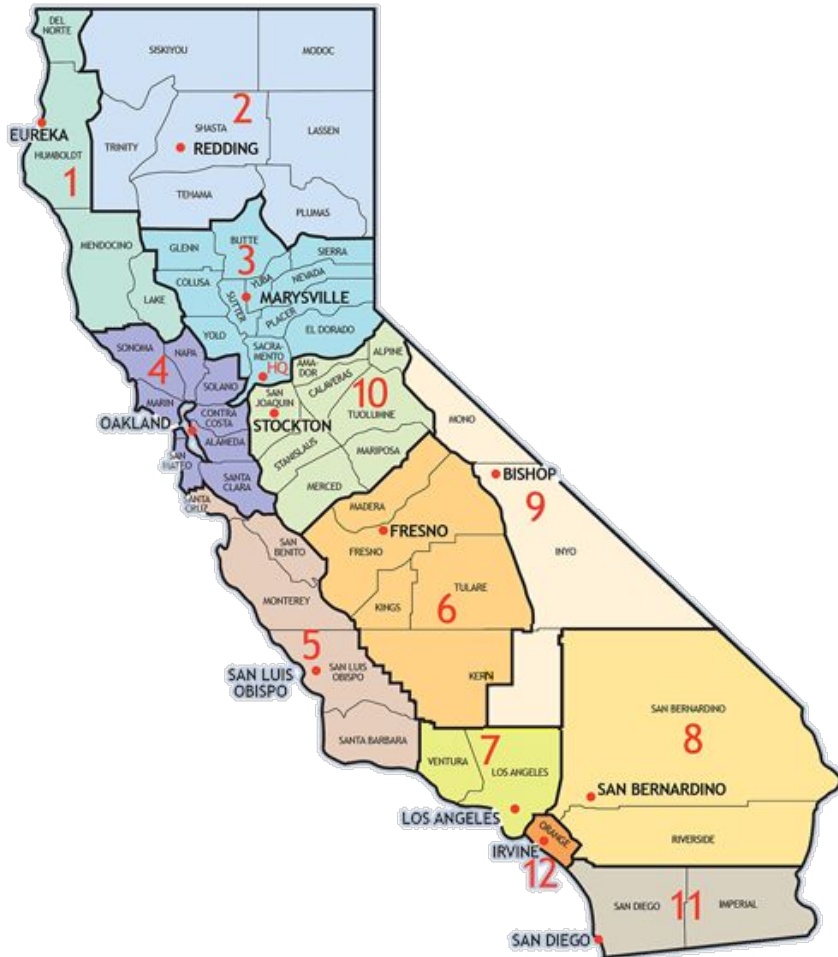 DEL
NORTE
SISKIYOU
MODOC
2
SHASTA
LASSEN
EUREKA
TRINITY
REDDING
HUMBOLDT
1
TEHAMA
PLUMAS
MENDOCINO
GLENN
BUTTE
SIERRA
3
YUBA
NEVADA
COLUSA
SUTTER
MARYSVILLE
LAKE
PLACER
YOLO
EL DORADO
SACRA-
MENTO
HQ
SONOMA
NAPA
4
SOLANO
MARIN
AMA-
DOR
ALPINE
CALAVERAS
10
SAN
JOAQUIN
TUOLUMNE
STOCKTON
CONTRA
COSTA
OAKLAND
ALAMEDA
SAN
MATEO
SANTA
CLARA
STANISLAUS
MARIPOSA
MERCED
MONO
BISHOP
9
INYO
SANTA
CRUZ
MADERA
FRESNO
FRESNO
SAN
BENITO
TULARE
KINGS
6
MONTEREY
5
SAN LUIS
OBISPO
SAN LUIS
OBISPO
KERN
SANTA BARBARA
7
VENTURA
LOS ANGELES
LOS ANGELES
SAN BERNARDINO
8
SAN BERNARDINO
ORANGE
IRVINE
12
RIVERSIDE
SAN DIEGO
11
IMPERIAL
SAN DIEGO